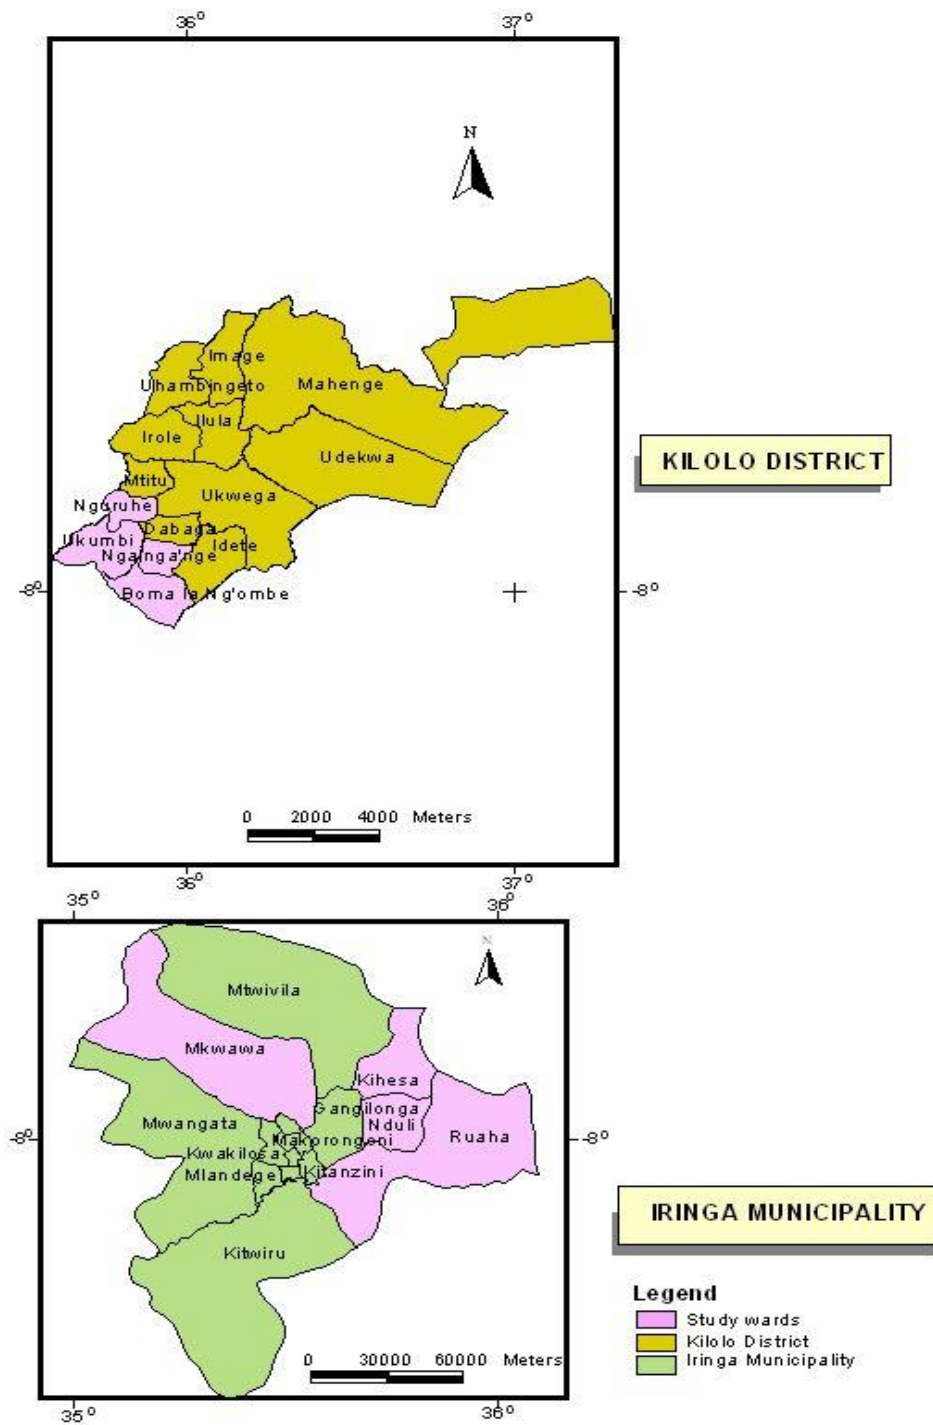 36° 37°
N
Image
Uhambingeto
Mahenge
Ilula
Irole
Udekwa
KILOLO DISTRICT
Mtitu
Ukwega
Nguruhe
Dabaga
Ukumbi
Idete
Ngang'nge
-8° -8°
Boma la Ng'ombe
0 2000 4000 Meters
36° 37°
35° 36°
N
Mtwivila
Mkwawa
Kihesa
Gangilonga
Mwangata
Nduli
Ruaha
-8° -8°
Makorongoni
Kwakilosa
Mlandege
Kitanzini
IRINGA MUNICIPALITY
Kitwiru
Legend
Study wards
Kilolo District
Iringa Municipality
0 30000 60000 Meters
35° 36°